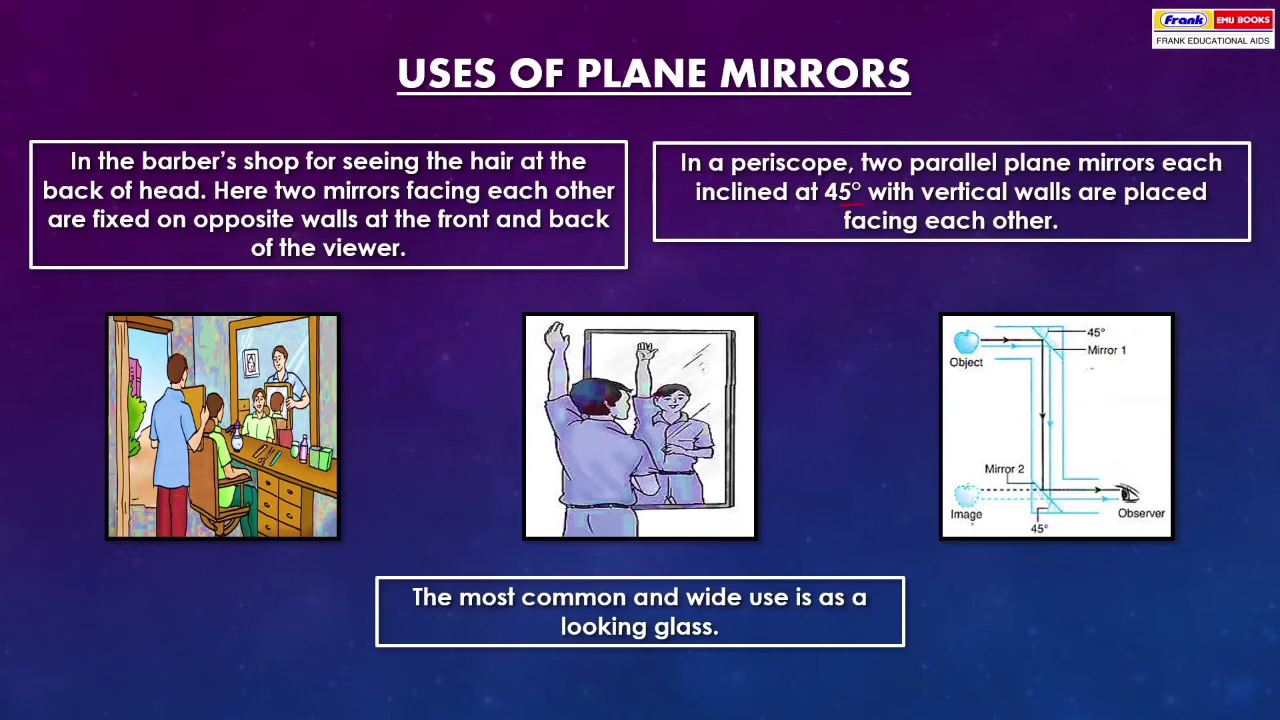 Frank
EMU BOOKS
FRANK EDUCATIONAL AIDS
USES OF PLANE MIRRORS
In the barber's shop for seeing the hair at the
back of head. Here two mirrors facing each other
are fixed on opposite walls at the front and back
of the viewer.
In a periscope, two parallel plane mirrors each
inclined at 45° with vertical walls are placed
facing each other.
45°
Mirror 1
Object
Mirror 2
Image
Observer
45°
The most common and wide use is as a
looking glass.